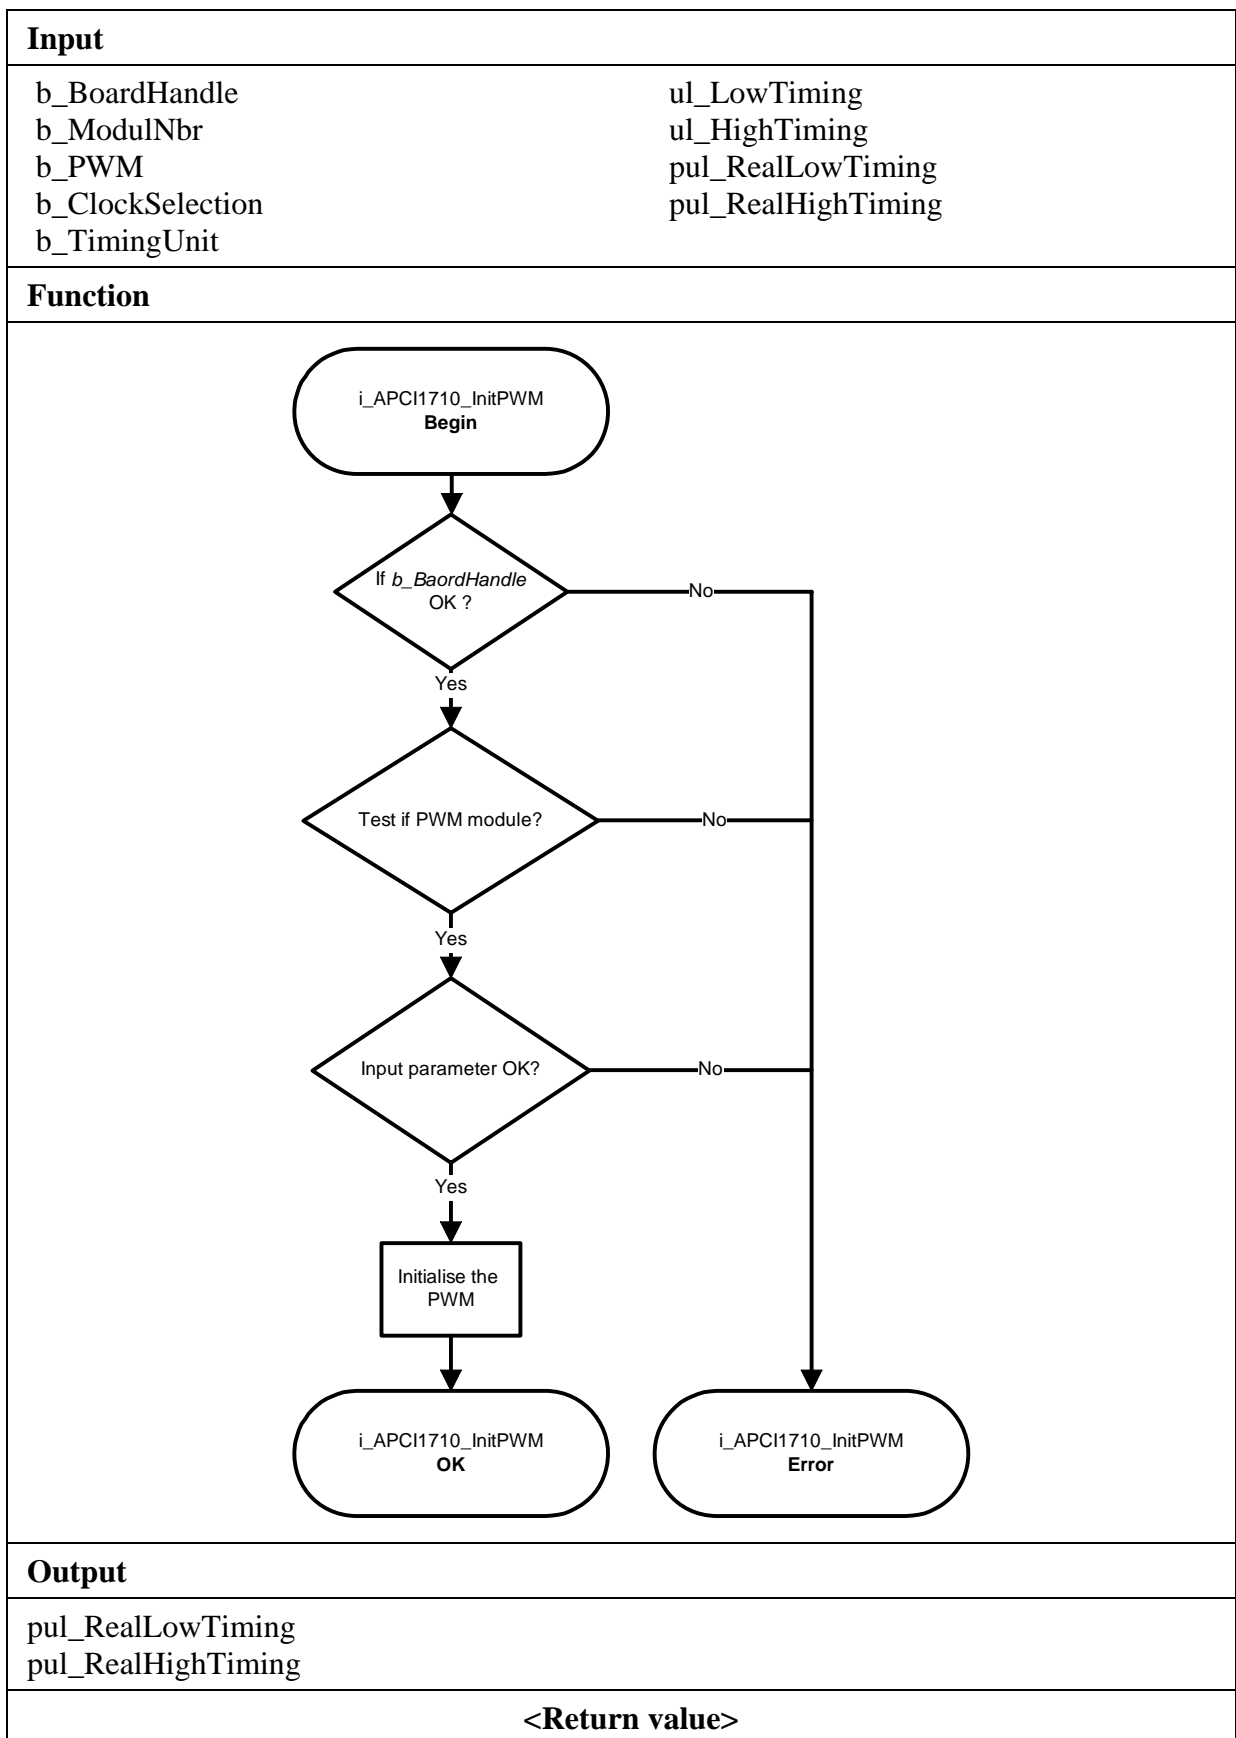 Input
b_BoardHandle
b_ModulNbr
b_PWM
b_ClockSelection
b_TimingUnit
ul_LowTiming
ul_HighTiming
pul_RealLowTiming
pul_RealHighTiming
Function
i_APCI1710_InitPWM
Begin
If b_BaordHandle
OK ?
No
Yes
Test if PWM module?
No
Yes
Input parameter OK?
No
Yes
Initialise the
PWM
i_APCI1710_InitPWM
OK
i_APCI1710_InitPWM
Error
Output
pul_RealLowTiming
pul_RealHighTiming
<Return value>